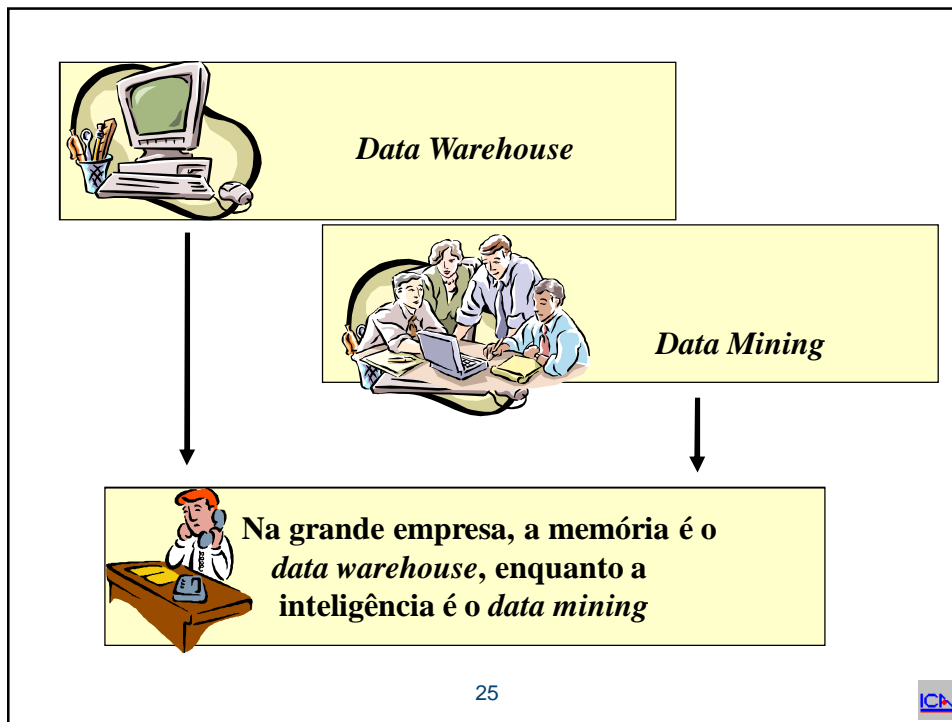 Data Warehouse
Data Mining
Na grande empresa, a memória é o
data warehouse, enquanto a
inteligência é o data mining
25
ICA